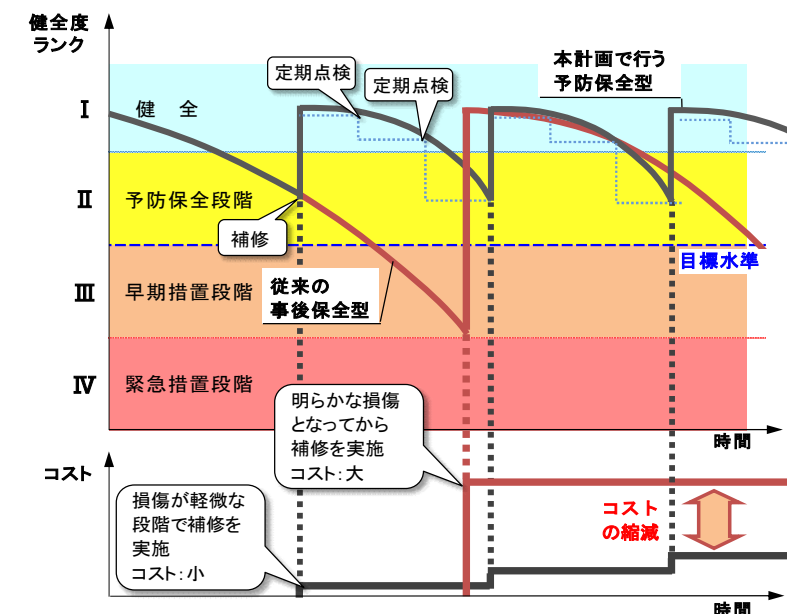 健全度
ランク
本計画で行う
予防保全型
定期点検
定期点検
Ⅰ
健　全
Ⅱ
予防保全段階
補修
目標水準
Ⅲ
早期措置段階
従来の
事後保全型
Ⅳ
緊急措置段階
時間
明らかな損傷
となってから
補修を実施
コスト：大
コスト
損傷が軽微な
段階で補修を
実施
コスト：小
コスト
の縮減
時間